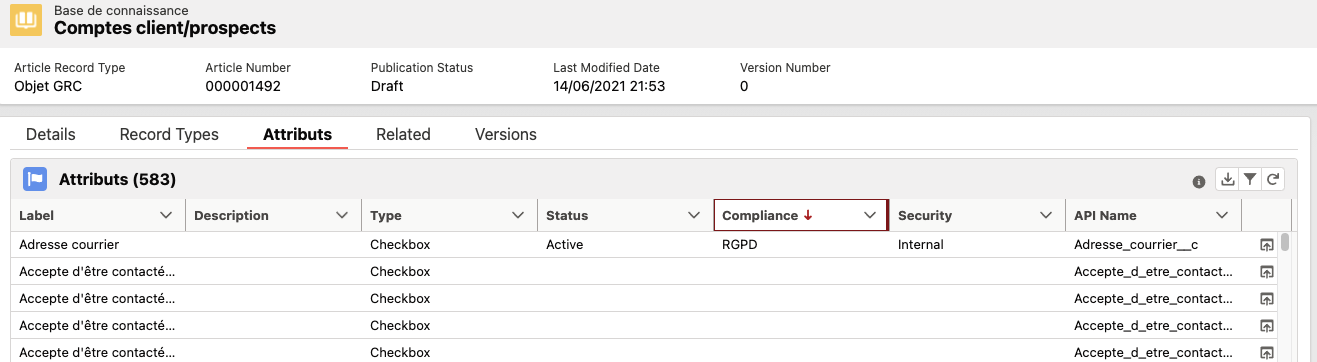 Base de connaissance
Comptes client/prospects
Article Record Type Article Number Publication Status Last Modified Date Version Number
Objet GRC 000001492 Draft 14/06/2021 21:53 0
Details Record Types Attributs Related Versions
Attributs (583)
Label Description Type Status Compliance Security API Name
Adresse courrier Checkbox Active RGPD Internal Adresse_courrier__c
Accepte d'être contacté... Checkbox Accepte_d_etre_contact...
Accepte d'être contacté... Checkbox Accepte_d_etre_contact...
Accepte d'être contacté... Checkbox Accepte_d_etre_contact...
Accepte d'être contacté... Checkbox Accepte_d_etre_contact...